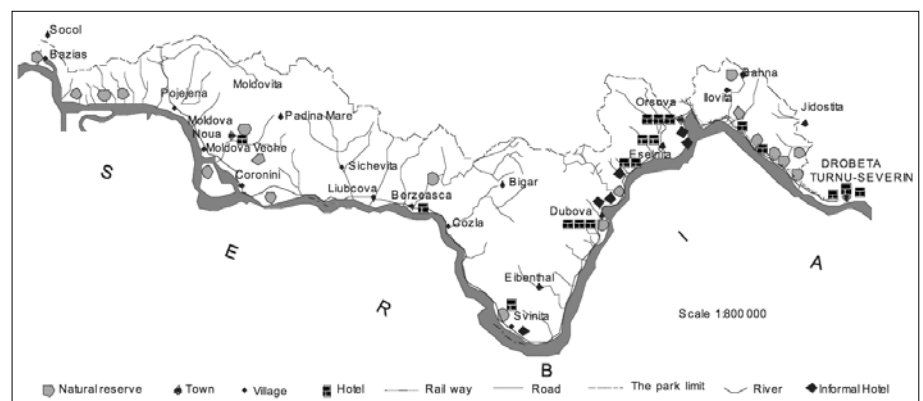 Socol
Bazias
Pojejena
Moldovita
Moldova
Noua
Padina Mare
Moldova Veche
Coronini
Sichevita
Liubcova
Berzeasca
Cozla
Bigar
Eibenthal
Svinita
Dubova
Eselnita
Orsova
Ilovita
Bahna
Jidostita
DROBETA
TURNU-SEVERIN
S E R B I A
Scale 1:800 000
Natural reserve
Town
Village
Hotel
Rail way
Road
The park limit
River
Informal Hotel